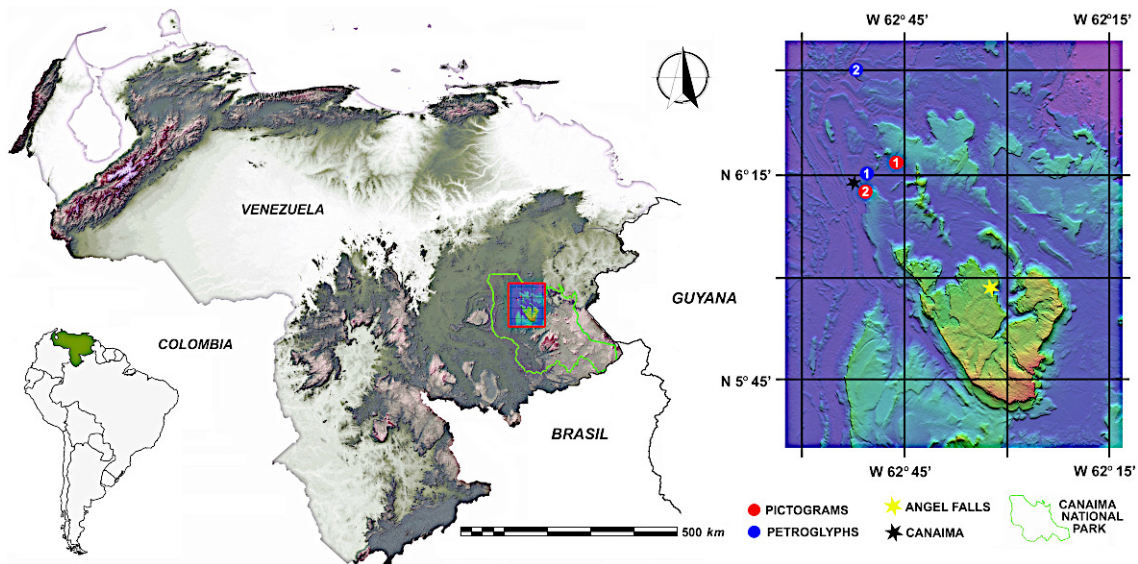 VENEZUELA
GUYANA
COLOMBIA
BRASIL
500 km
W 62° 45'
W 62° 15'
2
1
N 6° 15'
1
2
N 5° 45'
W 62° 45'
W 62° 15'
PICTOGRAMS
ANGEL FALLS
CANAIMA
NATIONAL
PARK
PETROGLYPHS
CANAIMA